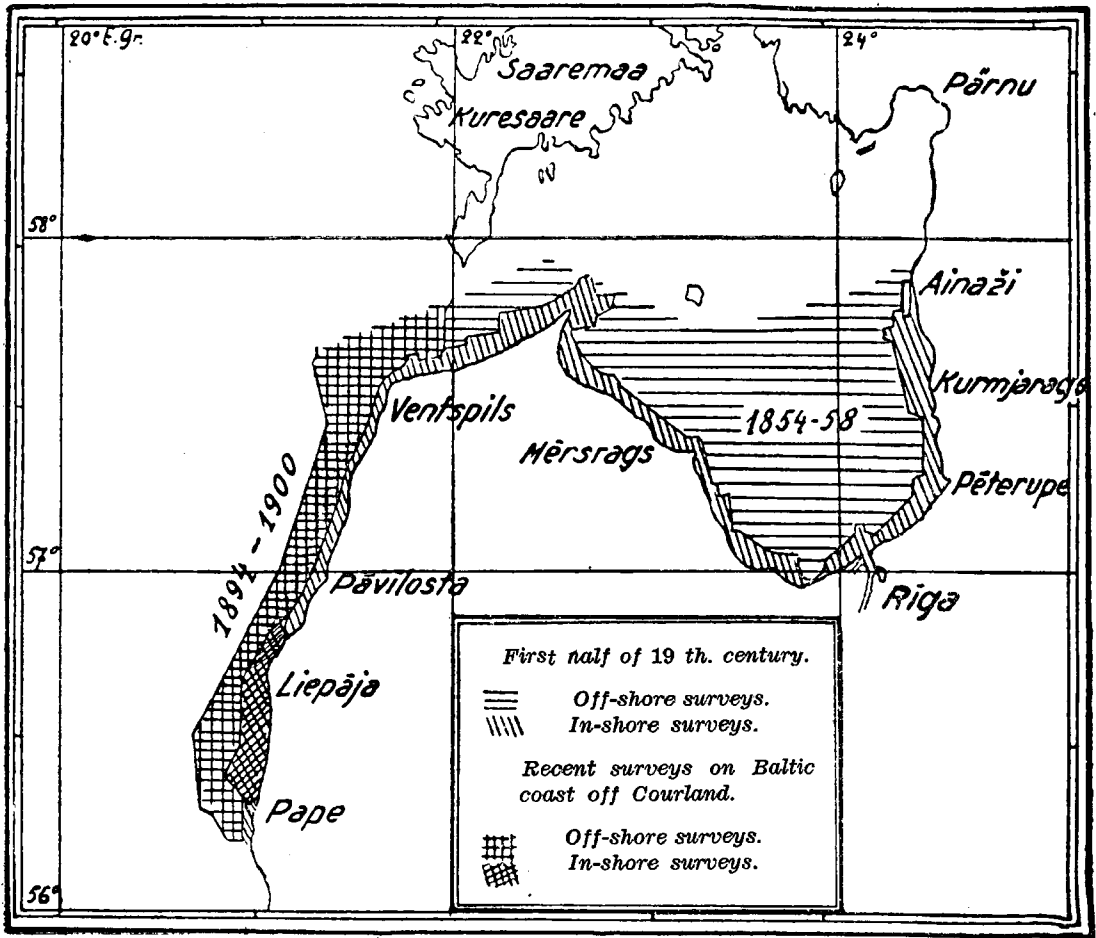 20° E.gr.
22°
24°
Saaremaa
Kuresaare
Pärnu
58°
Ainaži
Kurmjarags
Ventspils
1854-58
Mērsrags
Pēterupe
1894-1900
57°
Pāvilosta
Rīga
Liepāja
Pape
56°
First half of 19 th. century.
Off-shore surveys.
In-shore surveys.
Recent surveys on Baltic
coast off Courland.
Off-shore surveys.
In-shore surveys.